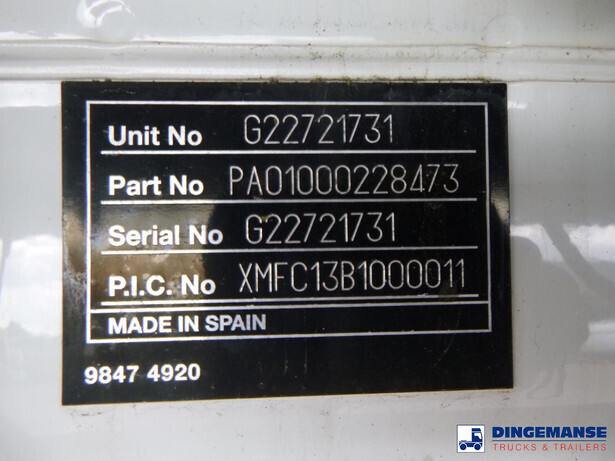 Unit No G22721731
Part No PA01000228473
Serial No G22721731
P.I.C. No XMFC13B1000011
MADE IN SPAIN
9847 4920
DINGEMANSE
TRUCKS & TRAILERS